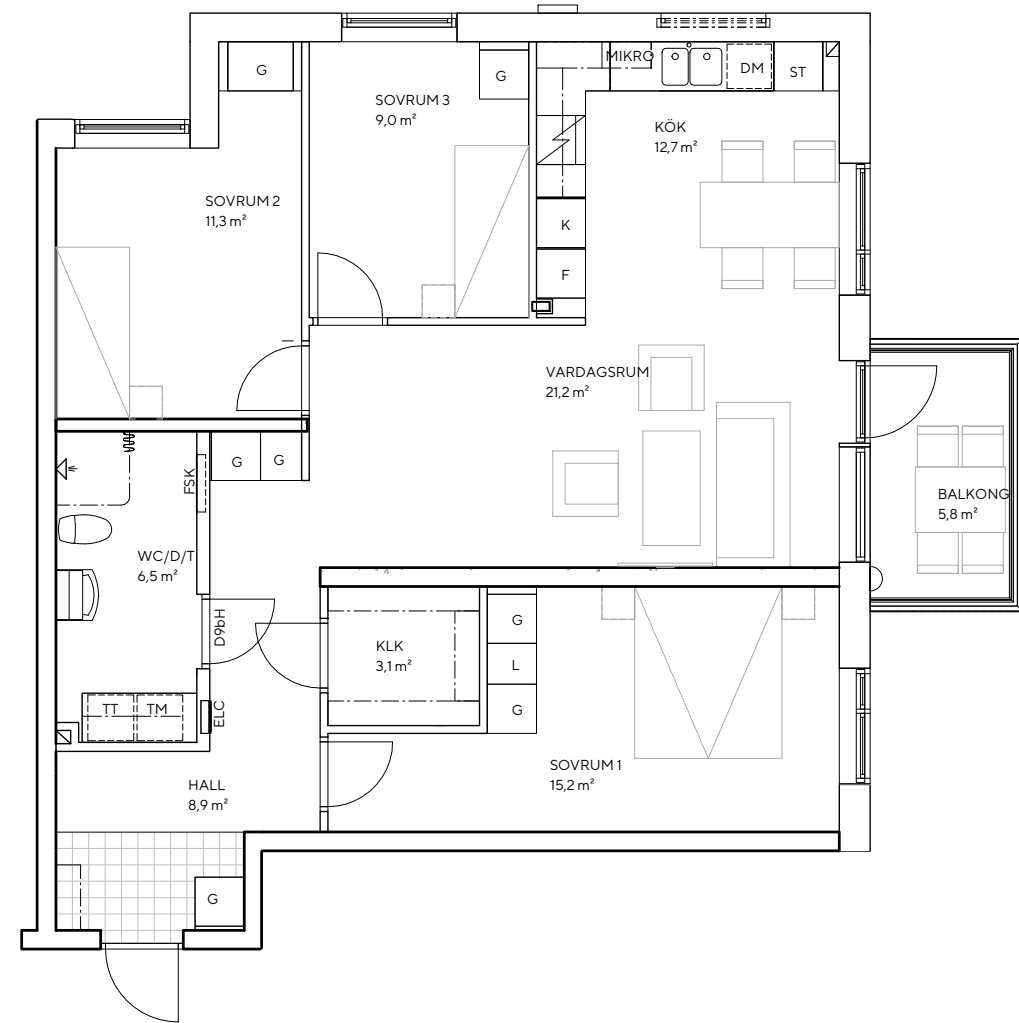 MIKRO
G
G
DM
ST
SOVRUM 3
9,0 m²
KÖK
12,7 m²
SOVRUM 2
11,3 m²
K
F
VARDAGSRUM
21,2 m²
G
G
FSK
BALKONG
5,8 m²
WC/D/T
6,5 m²
D9bH
G
KLK
3,1 m²
L
TT
TM
ELC
G
SOVRUM 1
15,2 m²
HALL
8,9 m²
G